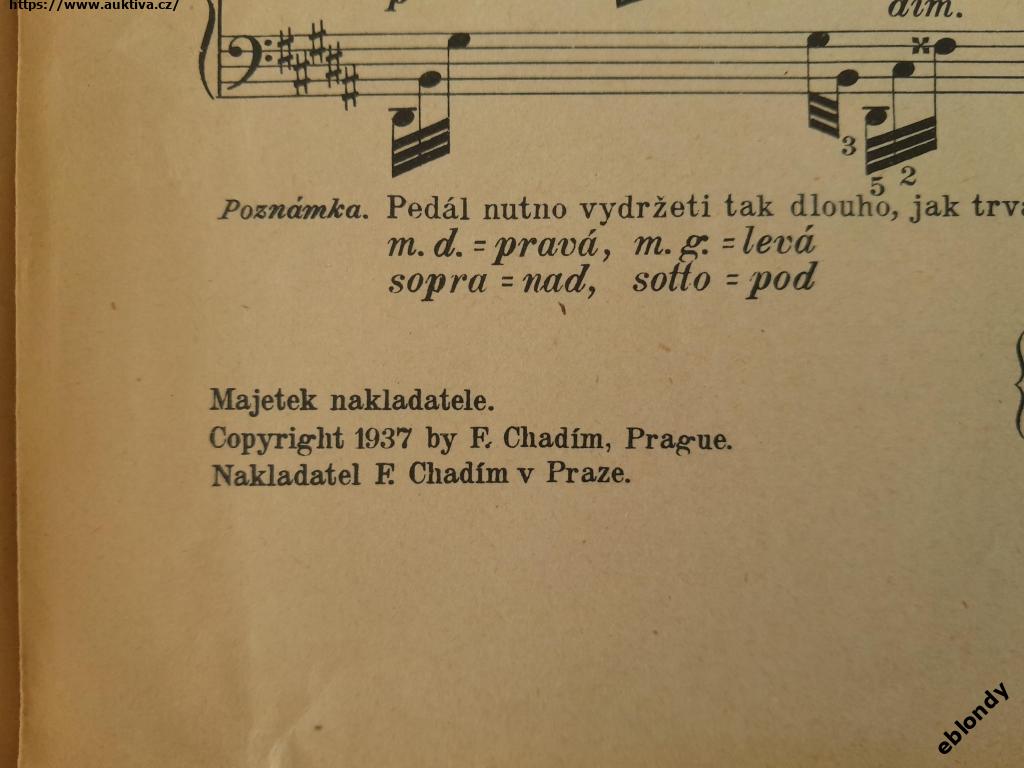 https://www.auktiva.cz/
p
dim.
3
5 2
Poznámka. Pedál nutno vydržeti tak dlouho, jak
m. d. = pravá, m. g. = levá
sopra = nad, sotto = pod
Majetek nakladatele.
Copyright 1937 by F. Chadím, Prague.
Nakladatel F. Chadím v Praze.
eblondy